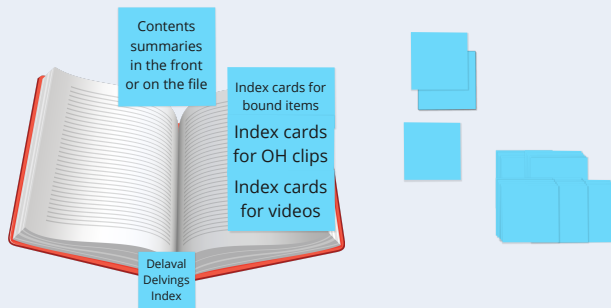 Contents
summaries
in the front
or on the file
Index cards for
bound items
Index cards
for OH clips
Index cards
for videos
Delaval
Delvings
Index